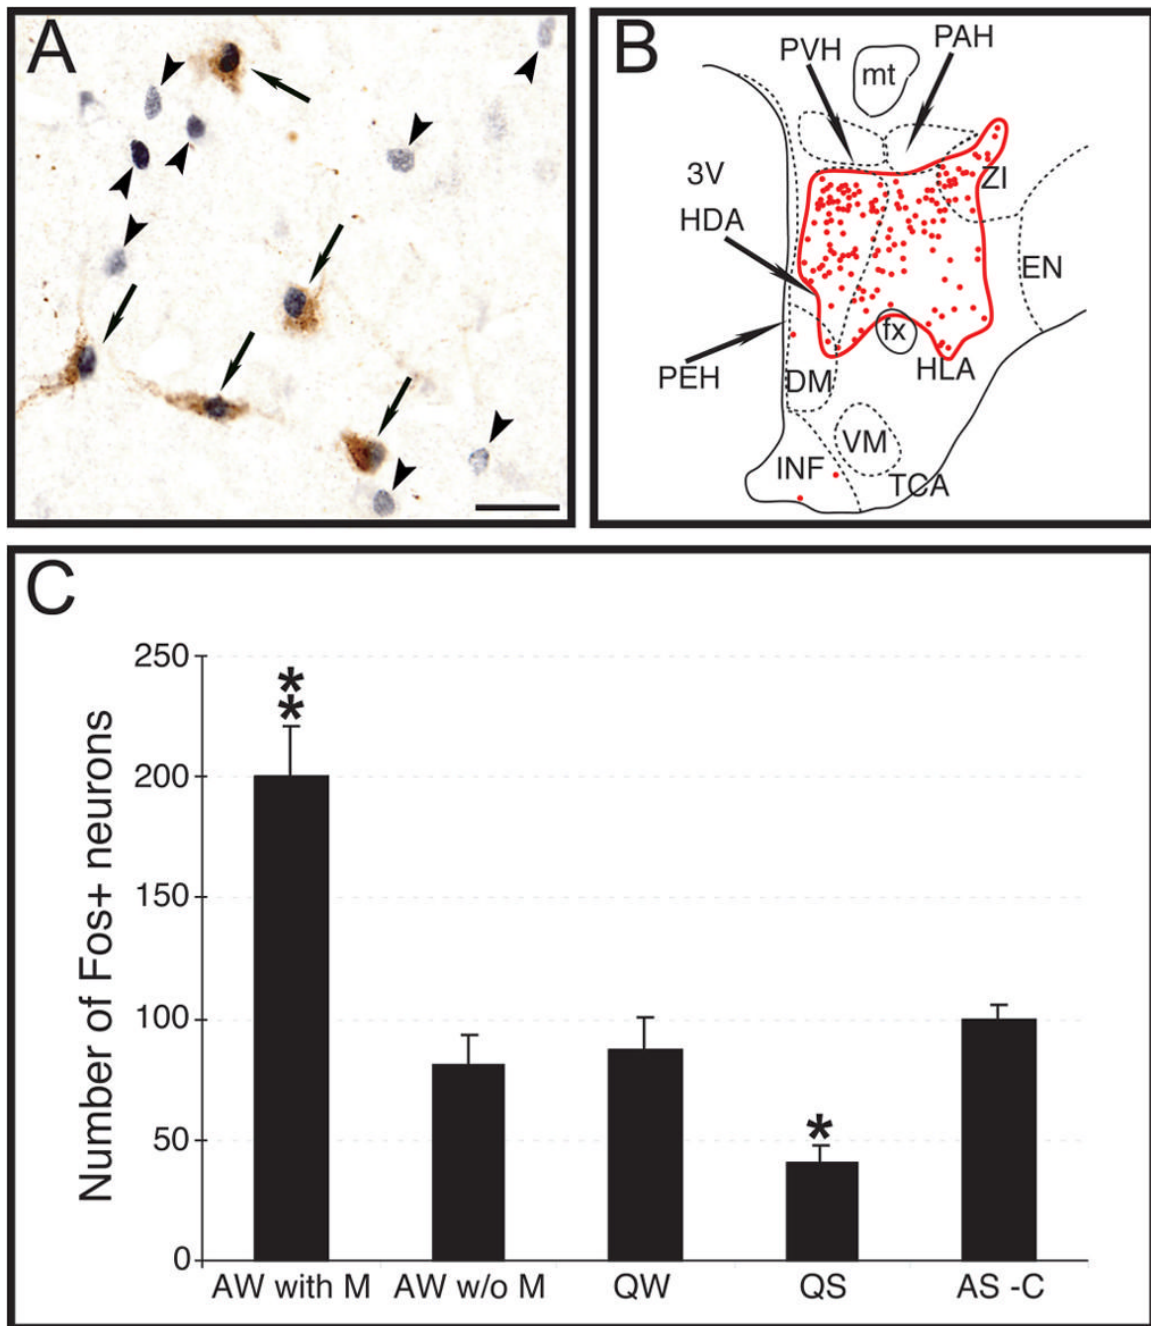 A
B
PVH
PAH
mt
3V
ZI
HDA
EN
fx
PEH
DM
HLA
VM
INF
TCA
C
Number of Fos+ neurons
250
200
150
100
50
0
**
*
AW with M AW w/o M QW QS AS -C